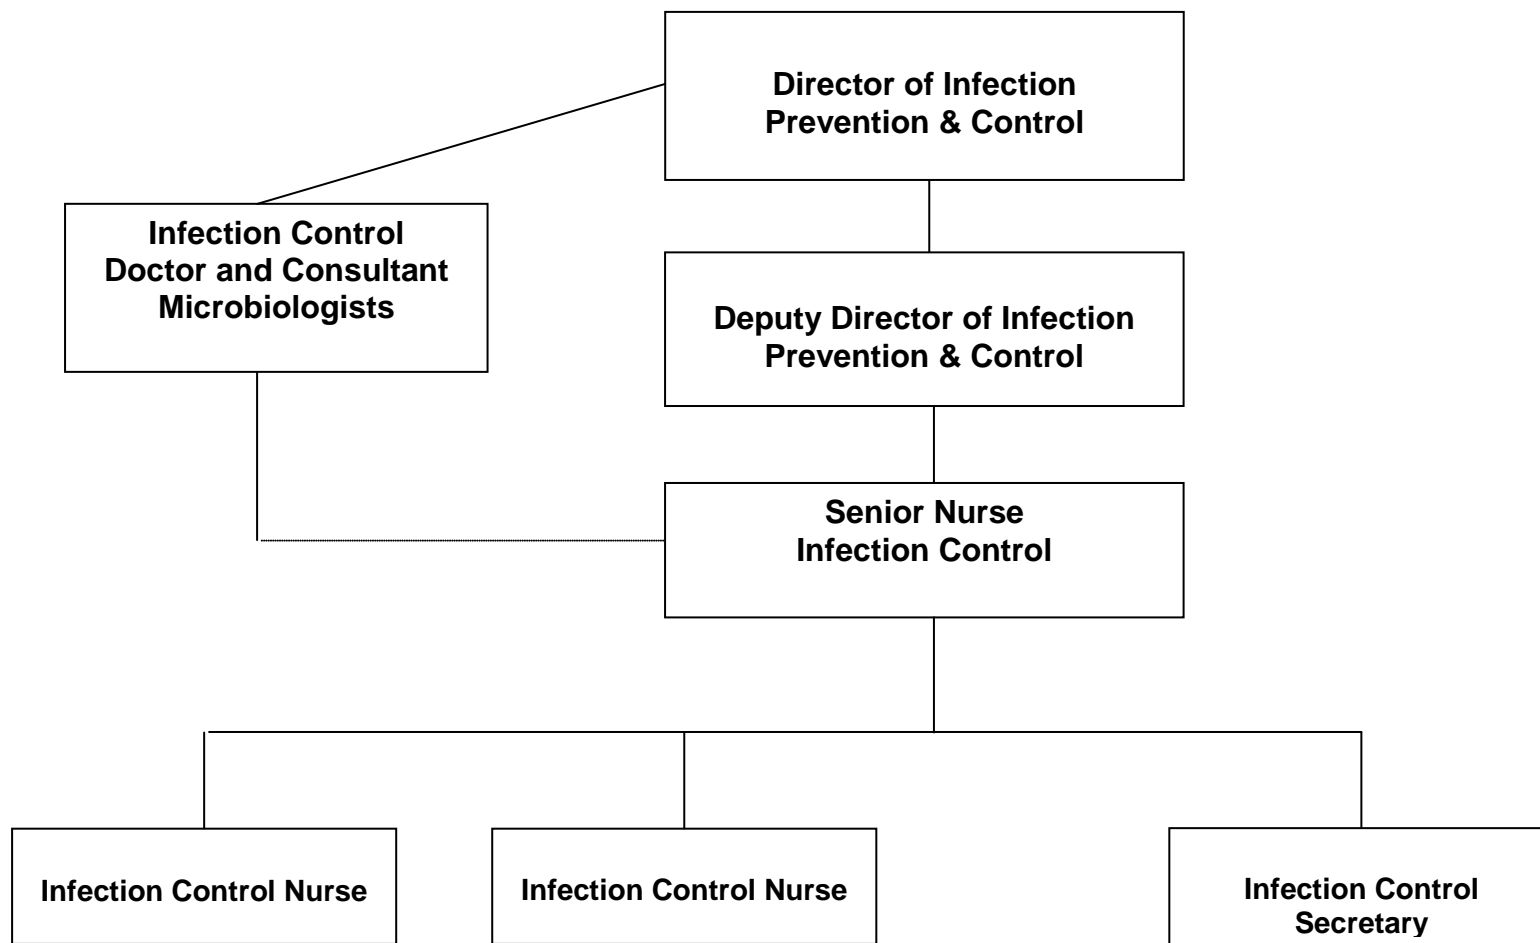 Director of Infection
Prevention & Control
Infection Control
Doctor and Consultant
Microbiologists
Deputy Director of Infection
Prevention & Control
Senior Nurse
Infection Control
Infection Control Nurse
Infection Control Nurse
Infection Control
Secretary